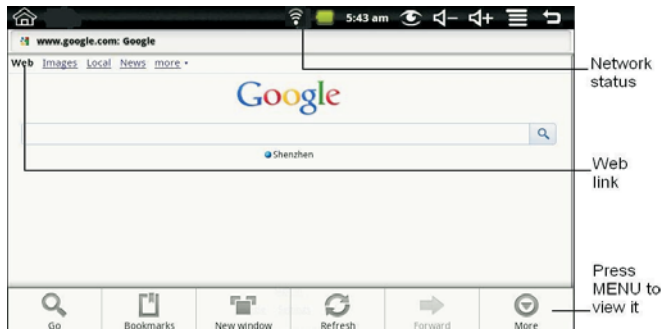 5:43 am
www.google.com: Google
Web Images Local News more
Google
Shenzhen
Go Bookmarks New window Refresh Forward More
Network
status
Web
link
Press
MENU to
view it